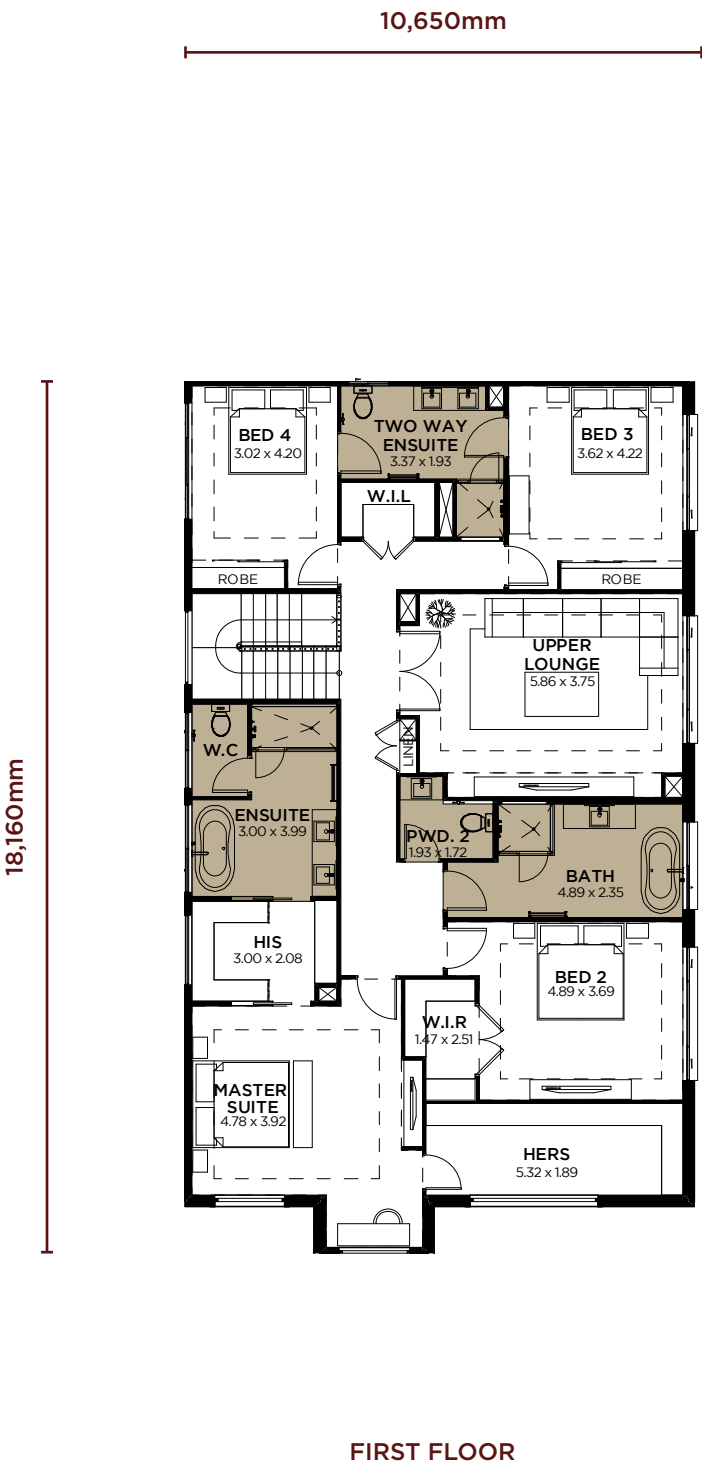 10,650mm
18,160mm
BED 4
3.02 x 4.20
TWO WAY
ENSUITE
3.37 x 1.93
BED 3
3.62 x 4.22
W.I.L
ROBE
ROBE
UPPER
LOUNGE
5.86 x 3.75
LINEN
W.C
ENSUITE
3.00 x 3.99
PWD. 2
1.93 x 1.72
BATH
4.89 x 2.35
HIS
3.00 x 2.08
BED 2
4.89 x 3.69
W.I.R
1.47 x 2.51
MASTER
SUITE
4.78 x 3.92
HERS
5.32 x 1.89
FIRST FLOOR